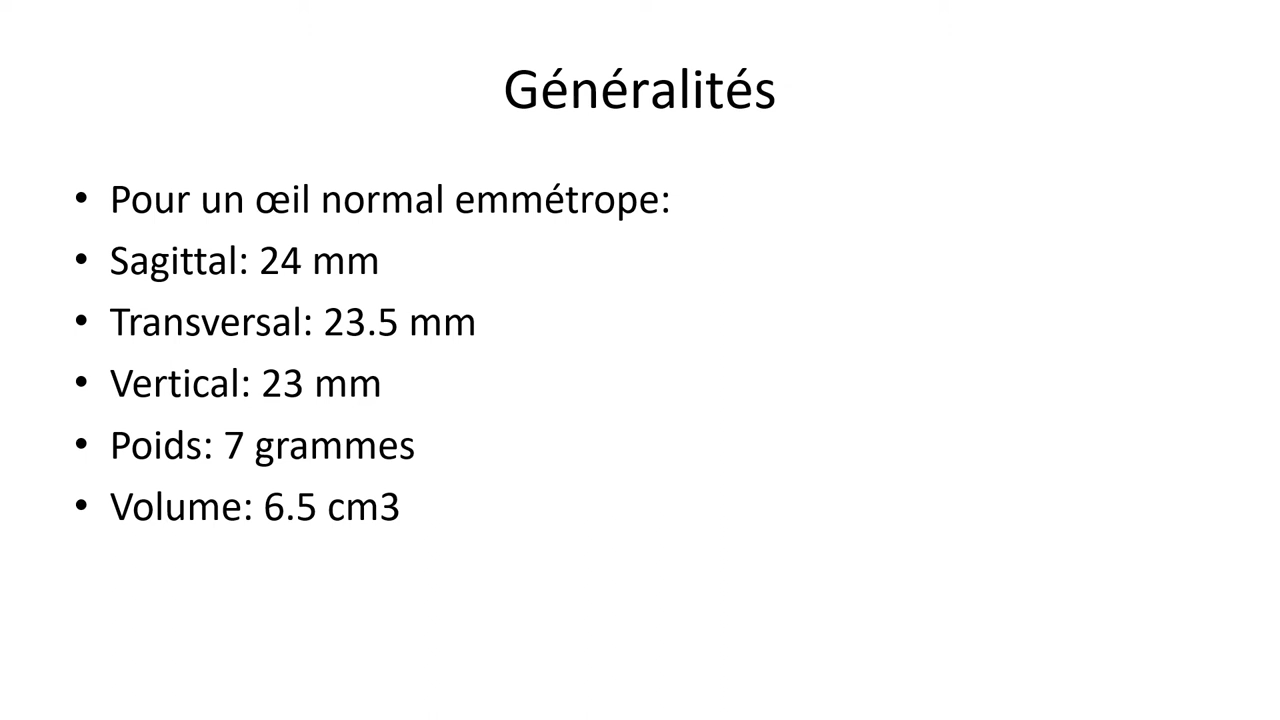 Généralités
• Pour un œil normal emmétrope:
• Sagittal: 24 mm
• Transversal: 23.5 mm
• Vertical: 23 mm
• Poids: 7 grammes
• Volume: 6.5 cm3